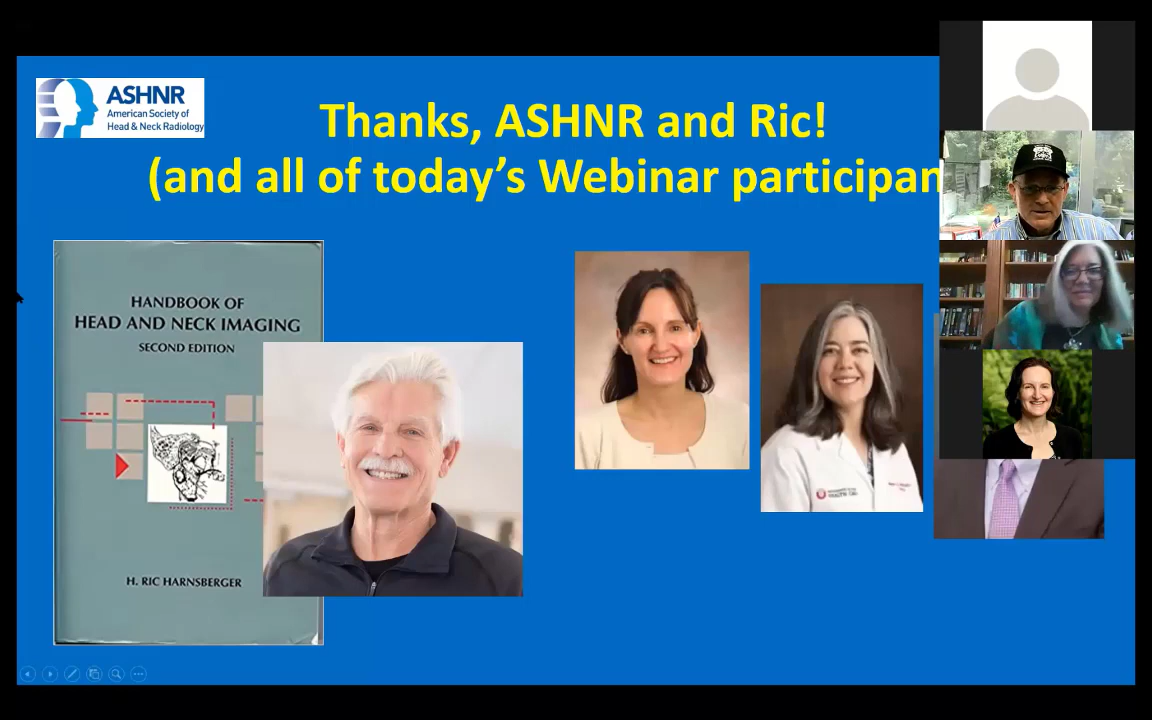 ASHNR
American Society of
Head & Neck Radiology
Thanks, ASHNR and Ric!
(and all of today's Webinar participan
HANDBOOK OF
HEAD AND NECK IMAGING
SECOND EDITION
H. RIC HARNSBERGER